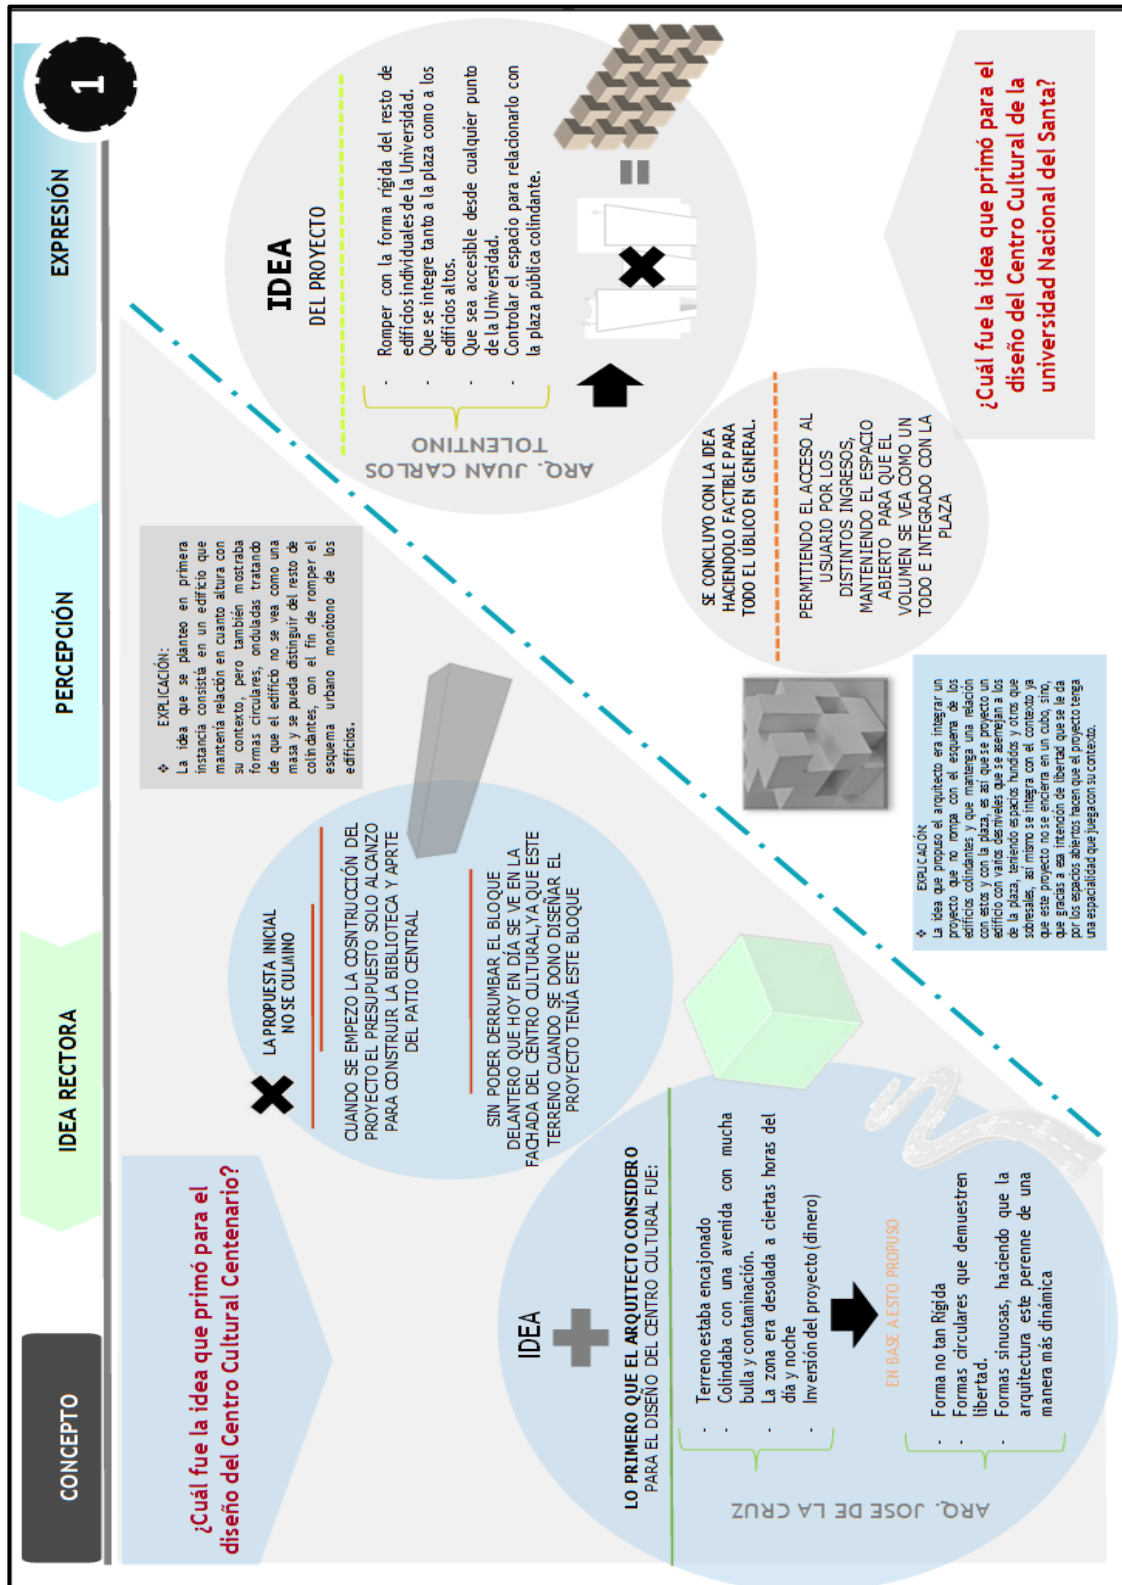 CONCEPTO
IDEA RECTORA
PERCEPCIÓN
EXPRESIÓN
1
¿Cuál fue la idea que primó para el
diseño del Centro Cultural Centenario?
IDEA
LO PRIMERO QUE EL ARQUITECTO CONSIDERO
PARA EL DISEÑO DEL CENTRO CULTURAL FUE:
- Terreno estaba encajonado
- Colindaba con una avenida con mucha
bulla y contaminación.
- La zona era desolada a ciertas horas del
día y noche
- Inversión del proyecto (dinero)
EN BASE A ESTO PROPUSO
- Forma no tan Rígida
- Formas circulares que demuestren
libertad.
- Formas sinuosas, haciendo que la
arquitectura este perenne de una
manera más dinámica
ARQ. JOSE DE LA CRUZ
LA PROPUESTA INICIAL
NO SE CULMINO
CUANDO SE EMPEZO LA COSNTRUCCIÓN DEL
PROYECTO EL PRESUPUESTO SOLO ALCANZO
PARA CONSTRUIR LA BIBLIOTECA Y APRTE
DEL PATIO CENTRAL
SIN PODER DERRUMBAR EL BLOQUE
DELANTERO QUE HOY EN DÍA SE VE EN LA
FACHADA DEL CENTRO CULTURAL, YA QUE ESTE
TERRENO CUANDO SE DONO DISEÑAR EL
PROYECTO TENÍA ESTE BLOQUE
❖ EXPLICACIÓN:
La idea que se planteo en primera
instancia consistía en un edificio que
mantenía relación en cuanto altura con
su contexto, pero también mostraba
formas circulares, onduladas tratando
de que el edificio no se vea como una
masa y se pueda distinguir del resto de
colindantes, con el fin de romper el
esquema urbano monótono de los
edificios.
IDEA
DEL PROYECTO
- Romper con la forma rígida del resto de
edificios individuales de la Universidad.
- Que se integre tanto a la plaza como a los
edificios altos.
- Que sea accesible desde cualquier punto
de la Universidad.
- Controlar el espacio para relacionarlo con
la plaza pública colindante.
ARQ. JUAN CARLOS
TOLENTINO
SE CONCLUYO CON LA IDEA
HACIENDOLO FACTIBLE PARA
TODO EL ÚBLICO EN GENERAL.
PERMITIENDO EL ACCESO AL
USUARIO POR LOS
DISTINTOS INGRESOS,
MANTENIENDO EL ESPACIO
ABIERTO PARA QUE EL
VOLUMEN SE VEA COMO UN
TODO E INTEGRADO CON LA
PLAZA
❖ EXPLICACIÓN:
La idea que propuso el arquitecto era integrar un
proyecto que no rompa con el esquema de los
edificios colindantes y que mantenga una relación
con estos y con la plaza, es así que se proyecto un
edificio con varios desniveles que se asemejan a los
de la plaza, teniendo espacios hundidos y otros que
sobresales, así mismo se integra con el contexto ya
que este proyecto no se encierra en un cubo, sino,
que gracias a esa intención de libertad que se le da
por los espacios abiertos hacen que el proyecto tenga
una espacialidad que juega con su contexto.
¿Cuál fue la idea que primó para el
diseño del Centro Cultural de la
universidad Nacional del Santa?